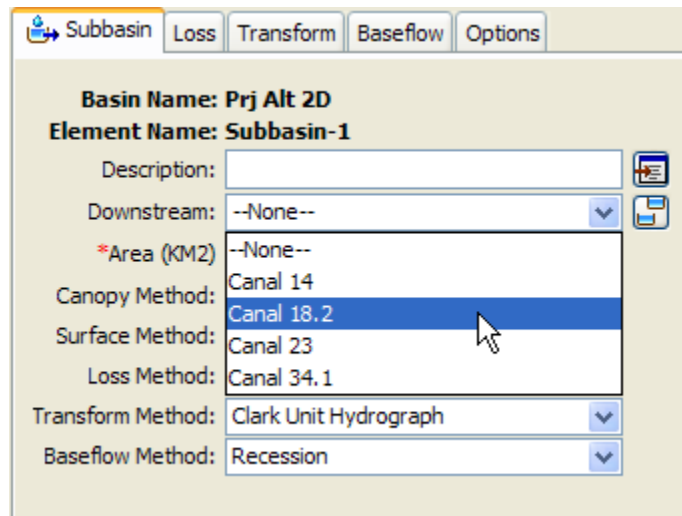 Subbasin Loss Transform Baseflow Options
Basin Name: Prj Alt 2D
Element Name: Subbasin-1
Description:
Downstream: --None--
*Area (KM2) --None--
Canal 14
Canopy Method:
Canal 18.2
Surface Method:
Canal 23
Loss Method: Canal 34.1
Transform Method: Clark Unit Hydrograph
Baseflow Method: Recession